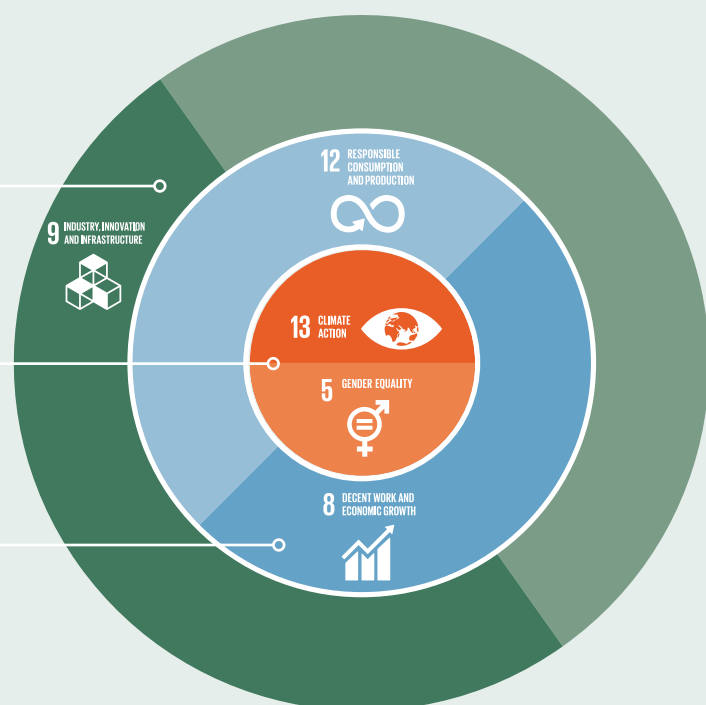 12 RESPONSIBLE
CONSUMPTION
AND PRODUCTION
9 INDUSTRY, INNOVATION
AND INFRASTRUCTURE
13 CLIMATE
ACTION
5 GENDER EQUALITY
8 DECENT WORK AND
ECONOMIC GROWTH